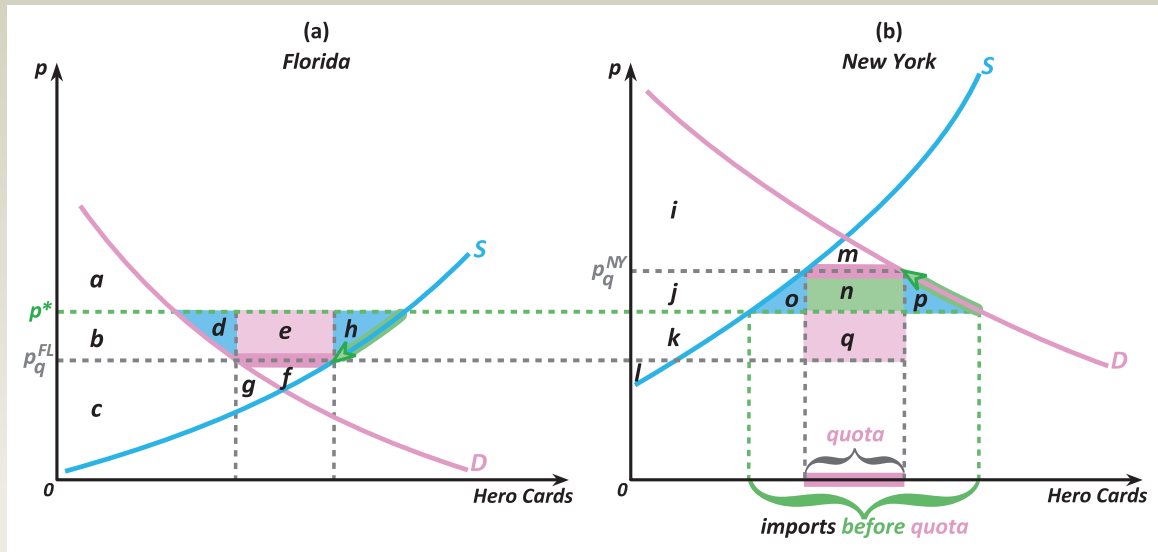 (a)
Florida
p
S
a
p*
d
e
h
b
p_q^FL
g
f
c
D
0
Hero Cards
(b)
New York
p
S
i
p_q^NY
m
j
o
n
p
k
q
l
D
quota
0
Hero Cards
imports before quota